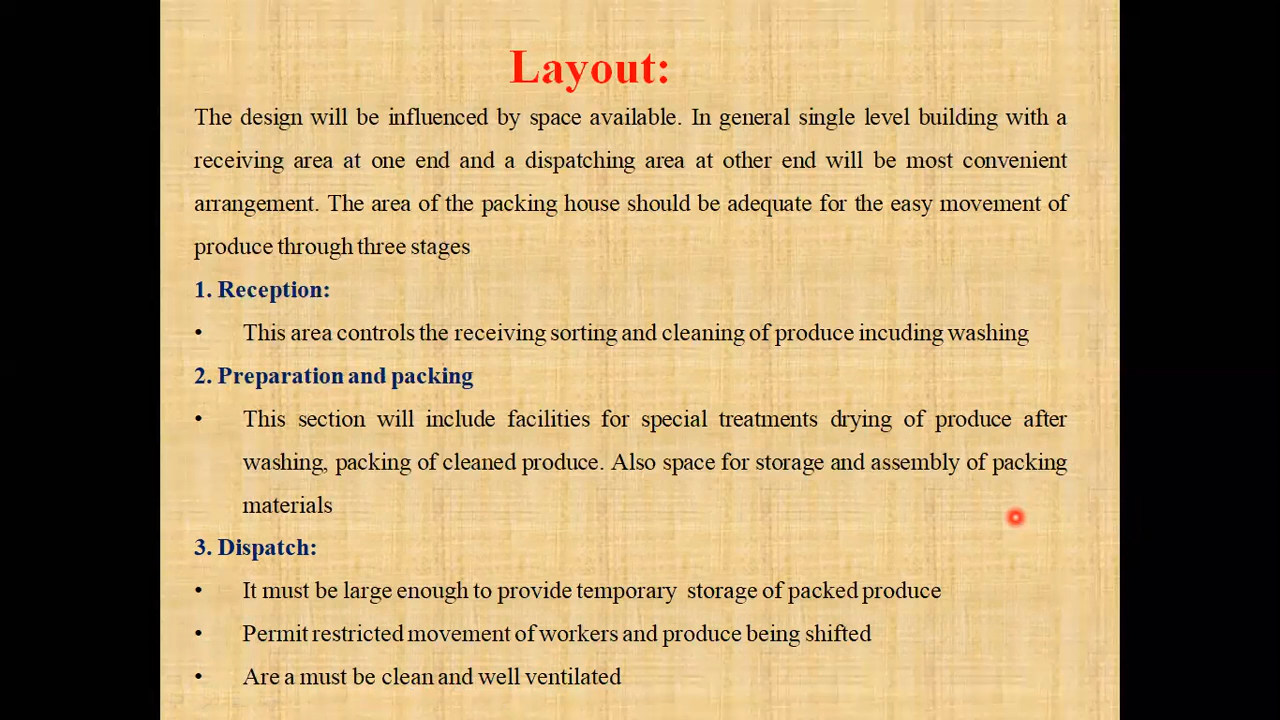 Layout:
The design will be influenced by space available. In general single level building with a
receiving area at one end and a dispatching area at other end will be most convenient
arrangement. The area of the packing house should be adequate for the easy movement of
produce through three stages
1. Reception:
• This area controls the receiving sorting and cleaning of produce incuding washing
2. Preparation and packing
• This section will include facilities for special treatments drying of produce after
washing, packing of cleaned produce. Also space for storage and assembly of packing
materials
3. Dispatch:
• It must be large enough to provide temporary storage of packed produce
• Permit restricted movement of workers and produce being shifted
• Are a must be clean and well ventilated